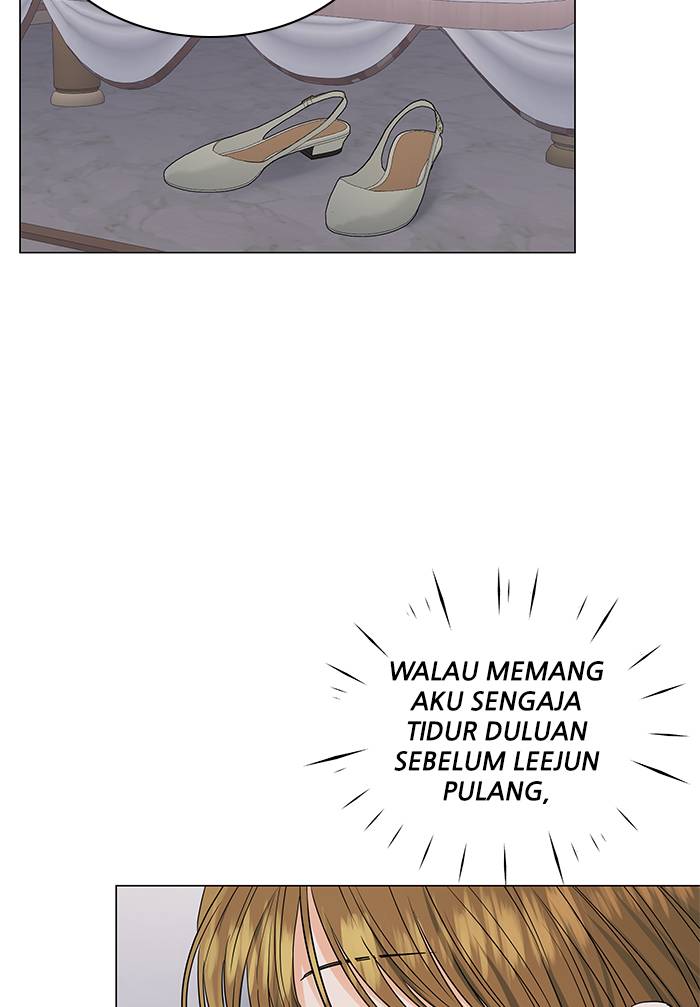 WALAU MEMANG
AKU SENGAJA
TIDUR DULUAN
SEBELUM LEEJUN
PULANG,